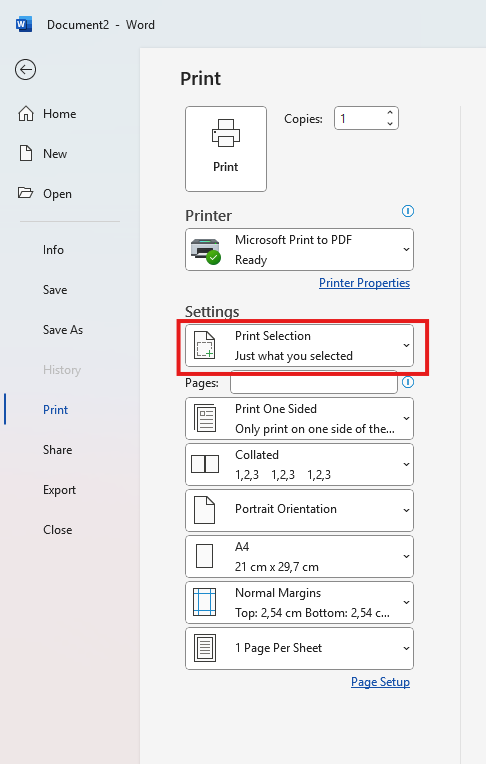 Document2 - Word
Print
Home
New
Open
Info
Save
Save As
History
Print
Share
Export
Close
Print
Copies: 1
Printer
Microsoft Print to PDF
Ready
Printer Properties
Settings
Print Selection
Just what you selected
Pages:
Print One Sided
Only print on one side of the...
Collated
1,2,3 1,2,3 1,2,3
Portrait Orientation
A4
21 cm x 29,7 cm
Normal Margins
Top: 2,54 cm Bottom: 2,54 c...
1 Page Per Sheet
Page Setup